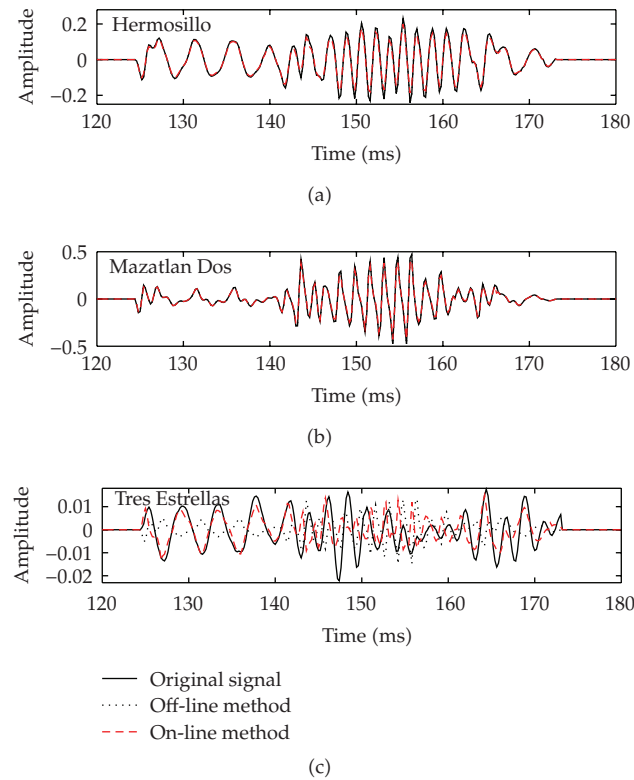 Hermosillo
Amplitude
0.2
0
−0.2
120 130 140 150 160 170 180
Time (ms)
(a)
Mazatlan Dos
Amplitude
0.5
0
−0.5
120 130 140 150 160 170 180
Time (ms)
(b)
Tres Estrellas
Amplitude
0.01
0
−0.01
−0.02
120 130 140 150 160 170 180
Time (ms)
Original signal
Off-line method
On-line method
(c)